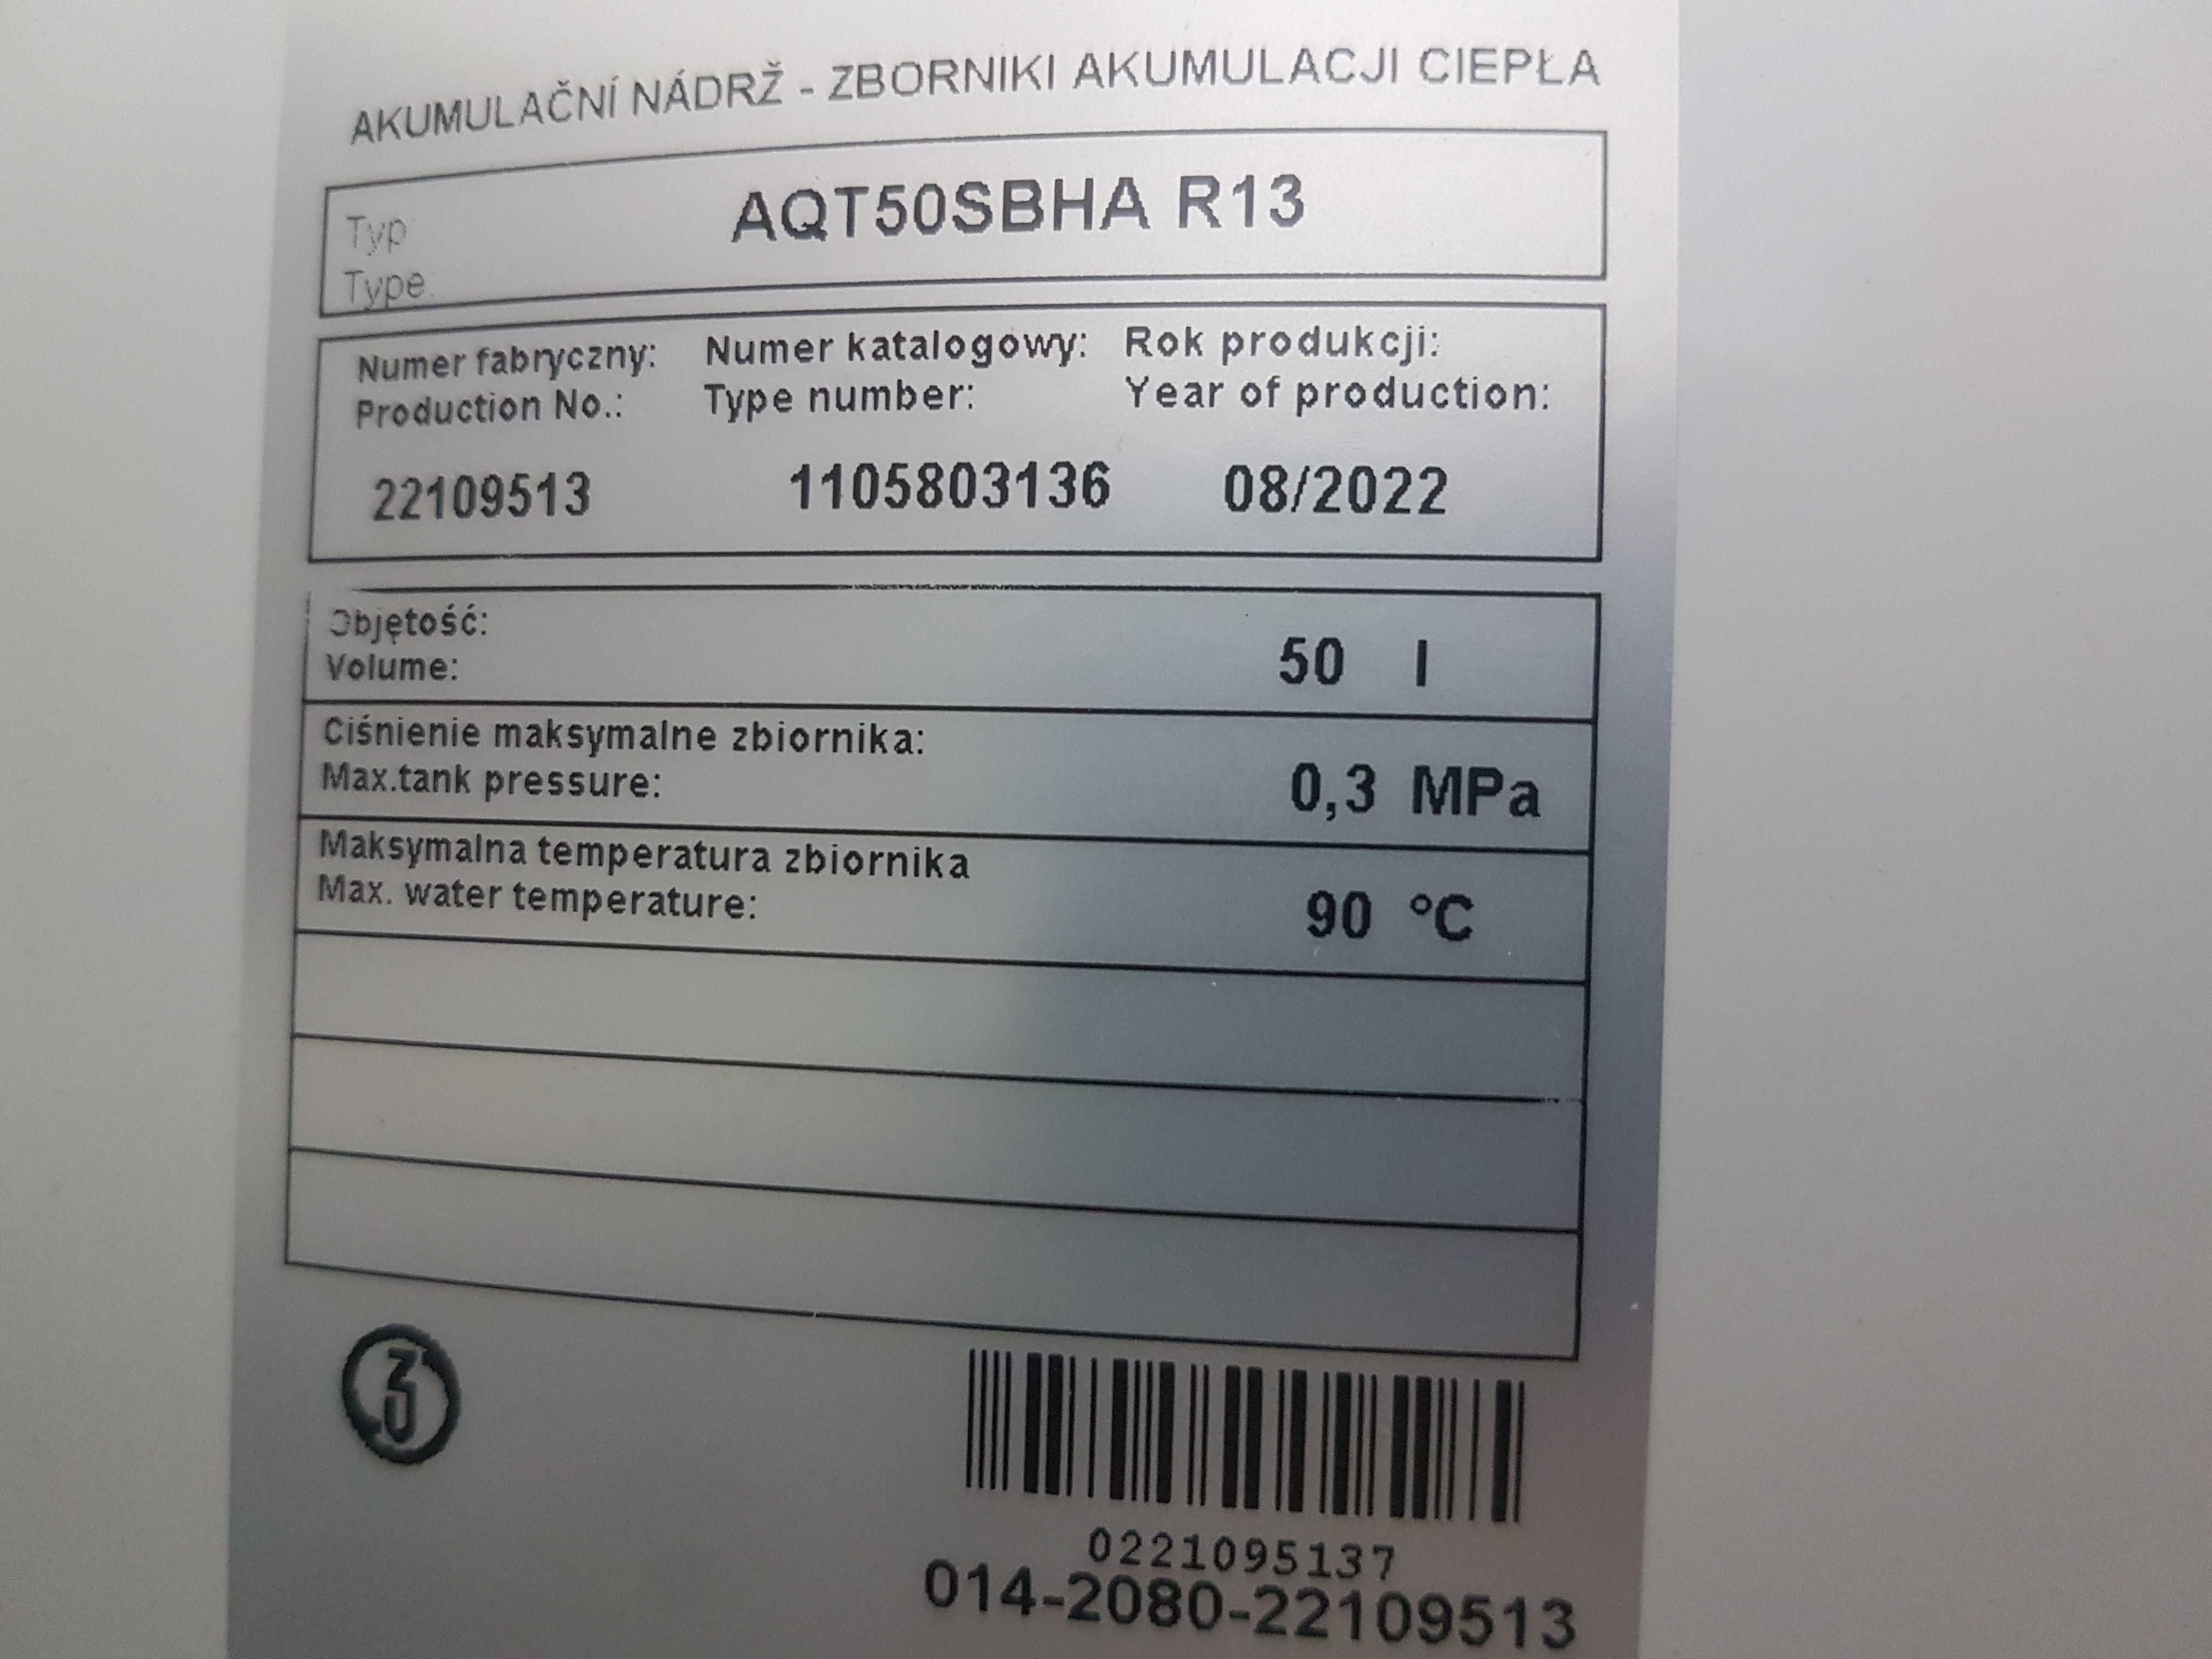 AKUMULAČNÍ NÁDRŽ - ZBORNIKI AKUMULACJI CIEPŁA
Typ AQT50SBHA R13
Type
Numer fabryczny: Numer katalogowy: Rok produkcji:
Production No.: Type number: Year of production:
22109513 1105803136 08/2022
Objętość:
Volume: 50 l
Ciśnienie maksymalne zbiornika:
Max.tank pressure: 0,3 MPa
Maksymalna temperatura zbiornika
Max. water temperature: 90 °C
0221095137
014-2080-22109513